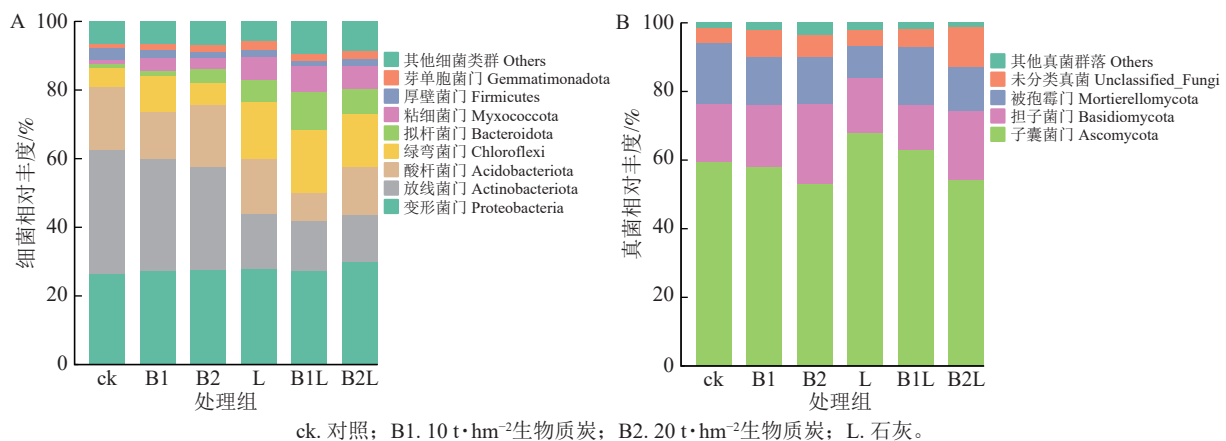 A
细菌相对丰度/%
100
80
60
40
20
0
ck B1 B2 L B1L B2L
处理组
其他细菌类群 Others
芽单胞菌门 Gemmatimonadota
厚壁菌门 Firmicutes
粘细菌门 Myxococcota
拟杆菌门 Bacteroidota
绿弯菌门 Chloroflexi
酸杆菌门 Acidobacteriota
放线菌门 Actinobacteriota
变形菌门 Proteobacteria
B
真菌相对丰度/%
100
80
60
40
20
0
ck B1 B2 L B1L B2L
处理组
其他真菌群落 Others
未分类真菌 Unclassified_Fungi
被孢霉门 Mortierellomycota
担子菌门 Basidiomycota
子囊菌门 Ascomycota
ck. 对照；B1. 10 t·hm⁻²生物质炭；B2. 20 t·hm⁻²生物质炭；L. 石灰。